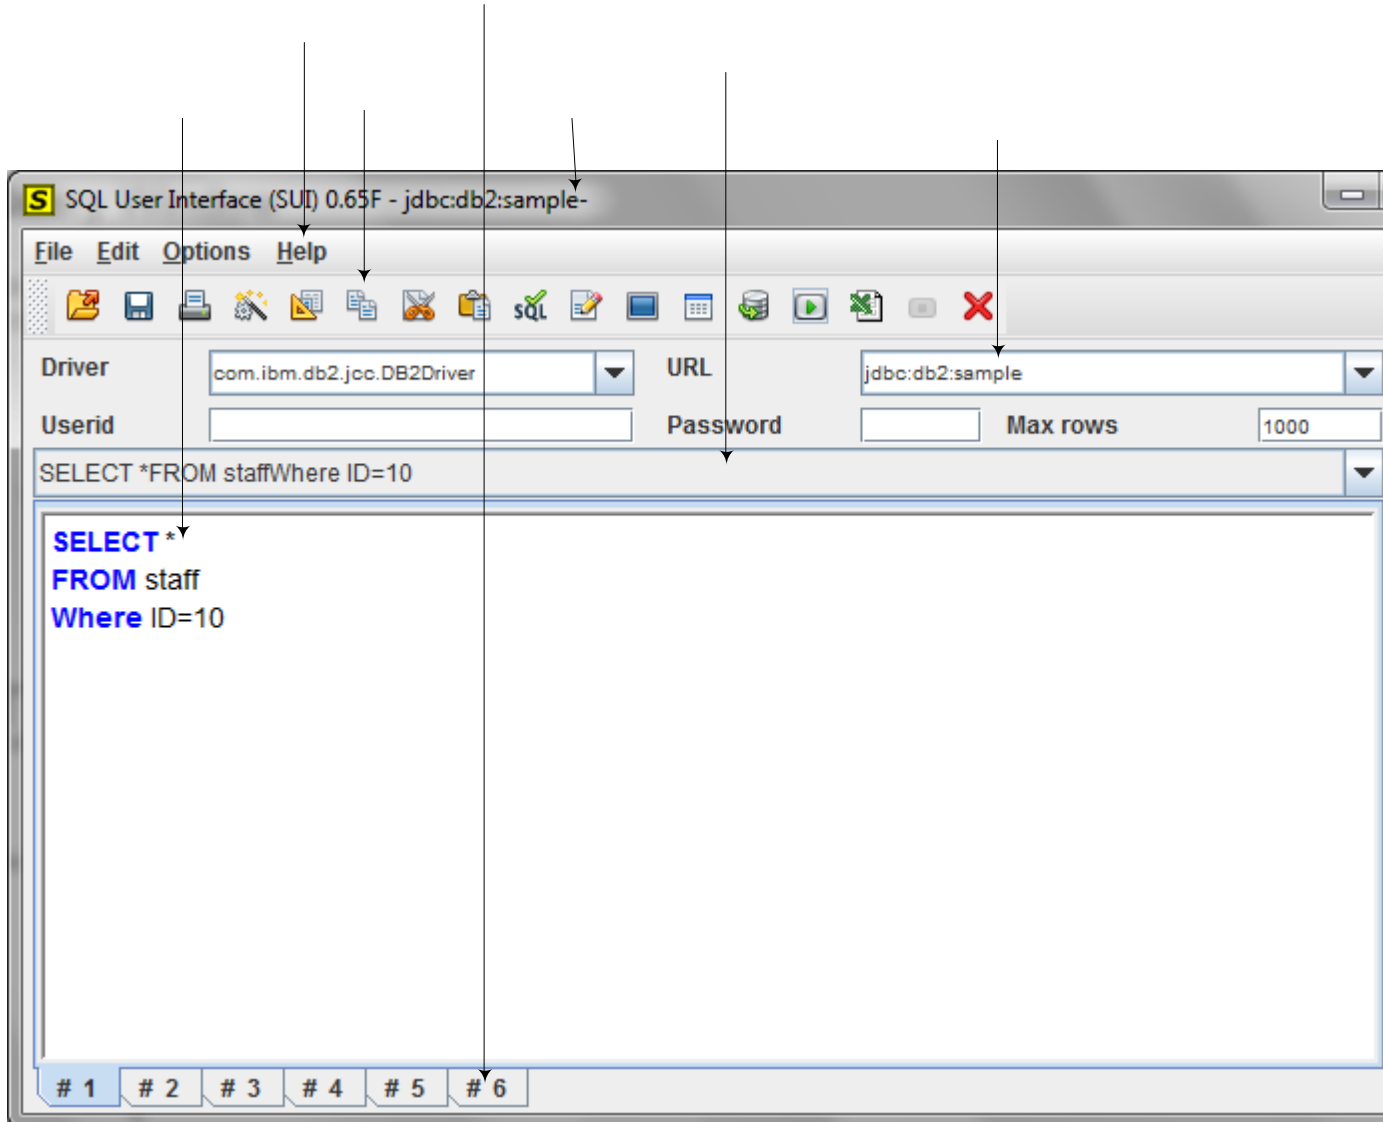 S SQL User Interface (SUI) 0.65F - jdbc:db2:sample-
File Edit Options Help
SQL
Driver com.ibm.db2.jcc.DB2Driver URL jdbc:db2:sample
Userid Password Max rows 1000
SELECT *FROM staffWhere ID=10
SELECT *
FROM staff
Where ID=10
# 1 # 2 # 3 # 4 # 5 # 6